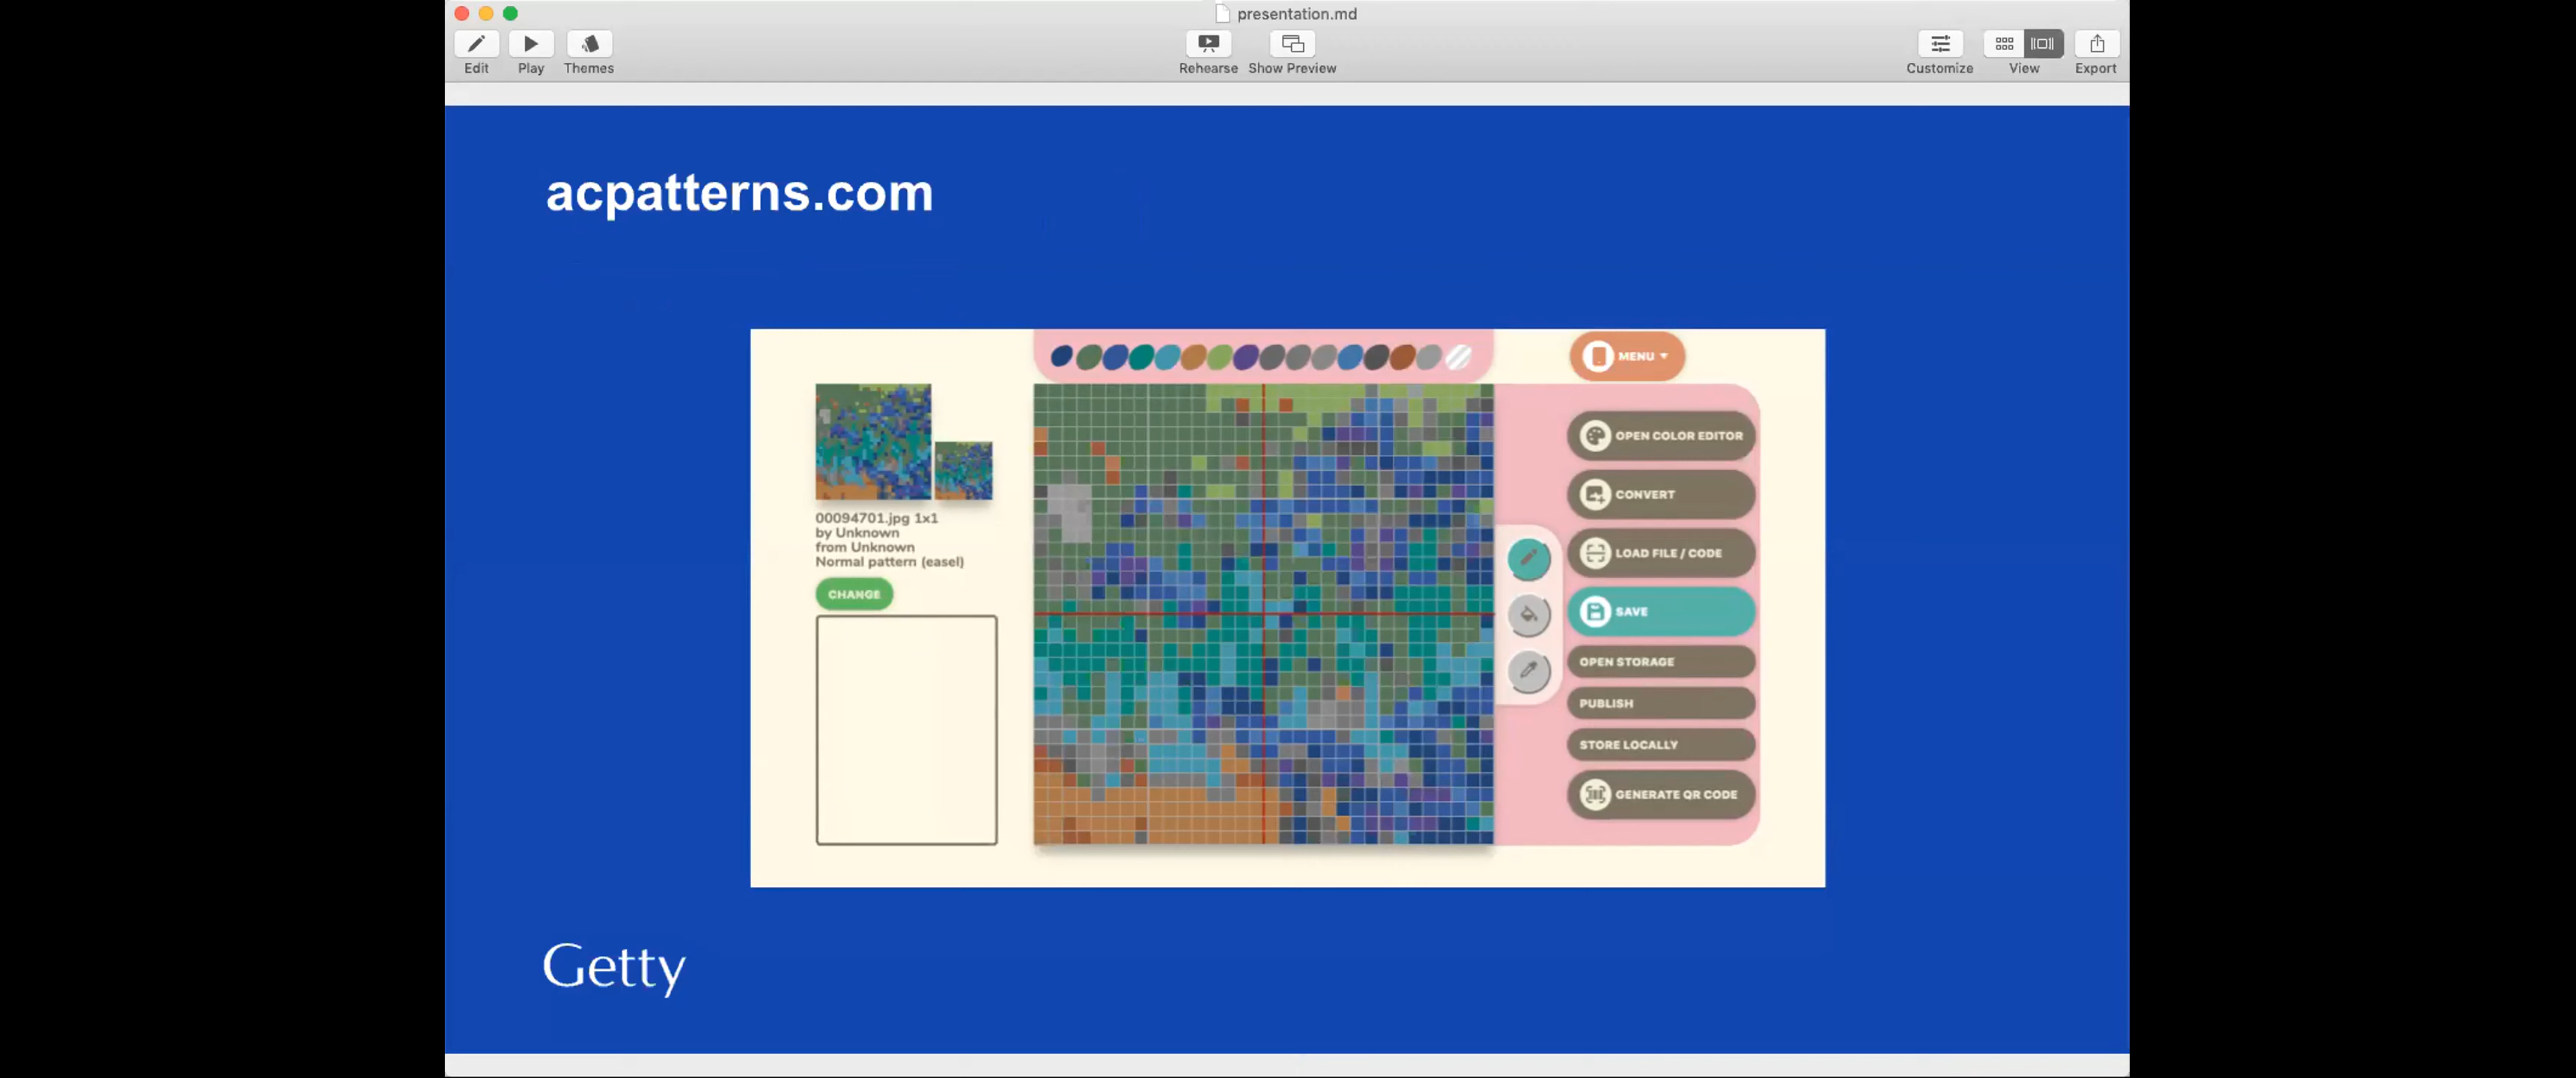 presentation.md
Edit
Play
Themes
Rehearse
Show Preview
Customize
View
Export
acpatterns.com
MENU
00094701.jpg 1x1
by Unknown
from Unknown
Normal pattern (easel)
CHANGE
OPEN COLOR EDITOR
CONVERT
LOAD FILE / CODE
SAVE
OPEN STORAGE
PUBLISH
STORE LOCALLY
GENERATE QR CODE
Getty